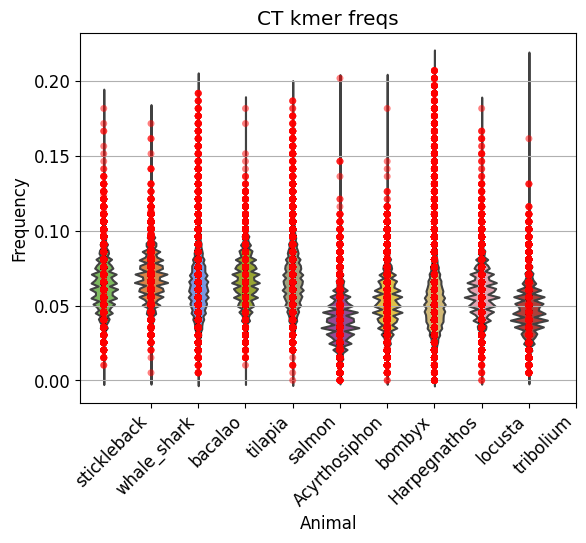 CT kmer freqs
Frequency
0.20
0.15
0.10
0.05
0.00
stickleback
whale_shark
bacalao
tilapia
salmon
Acyrthosiphon
bombyx
Harpegnathos
locusta
tribolium
Animal